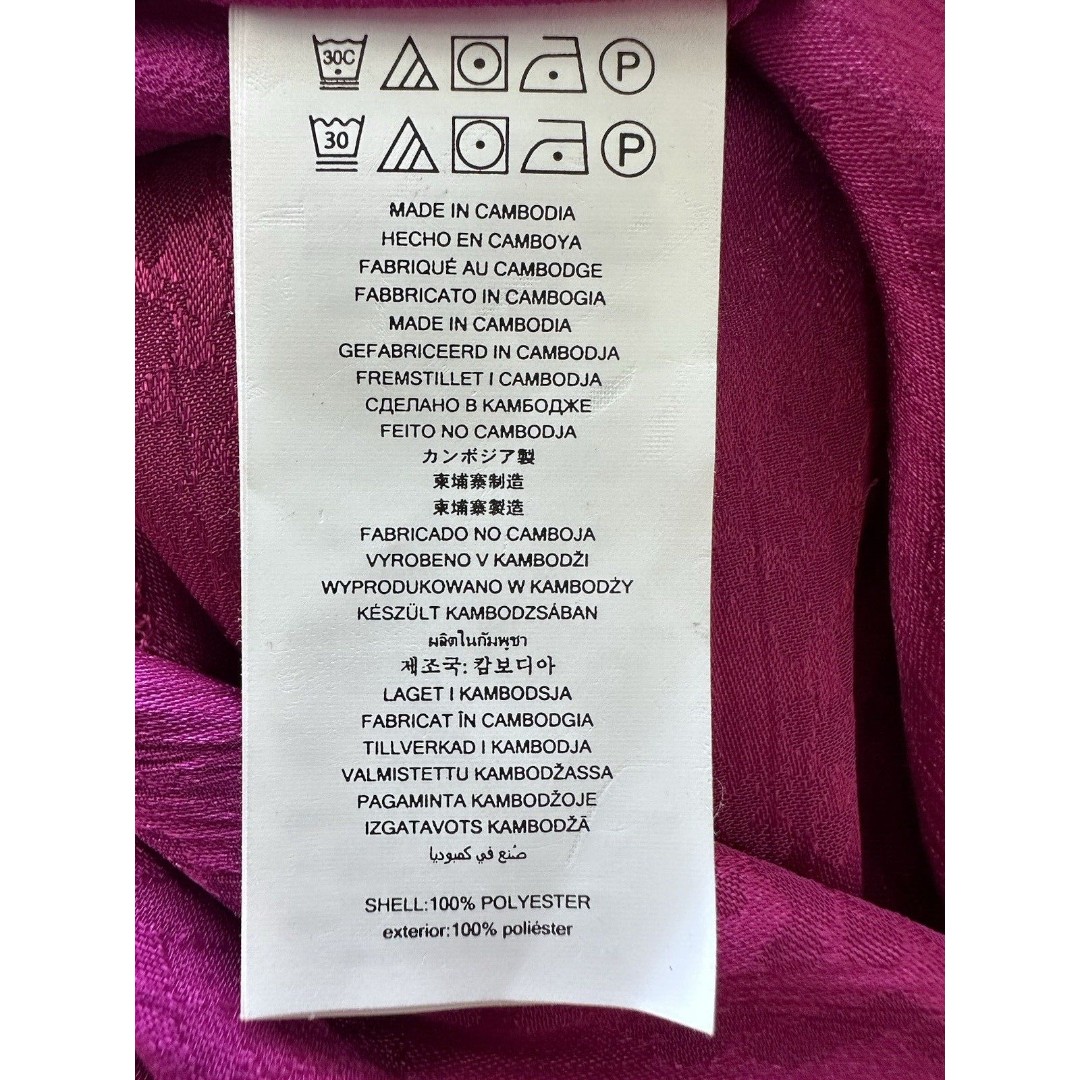 30C P
30 P
MADE IN CAMBODIA
HECHO EN CAMBOYA
FABRIQUÉ AU CAMBODGE
FABBRICATO IN CAMBOGIA
MADE IN CAMBODIA
GEFABRICEERD IN CAMBODJA
FREMSTILLET I CAMBODJA
СДЕЛАНО В КАМБОДЖЕ
FEITO NO CAMBODJA
カンボジア製
柬埔寨制造
柬埔寨製造
FABRICADO NO CAMBOJA
VYROBENO V KAMBODŽI
WYPRODUKOWANO W KAMBODŻY
KÉSZÜLT KAMBODZSÁBAN
ผลิตในกัมพูชา
제조국: 캄보디아
LAGET I KAMBODSJA
FABRICAT ÎN CAMBODGIA
TILLVERKAD I KAMBODJA
VALMISTETTU KAMBODŽASSA
PAGAMINTA KAMBODŽOJE
IZGATAVOTS KAMBODŽĀ
صُنع في كمبوديا
SHELL:100% POLYESTER
exterior:100% poliéster